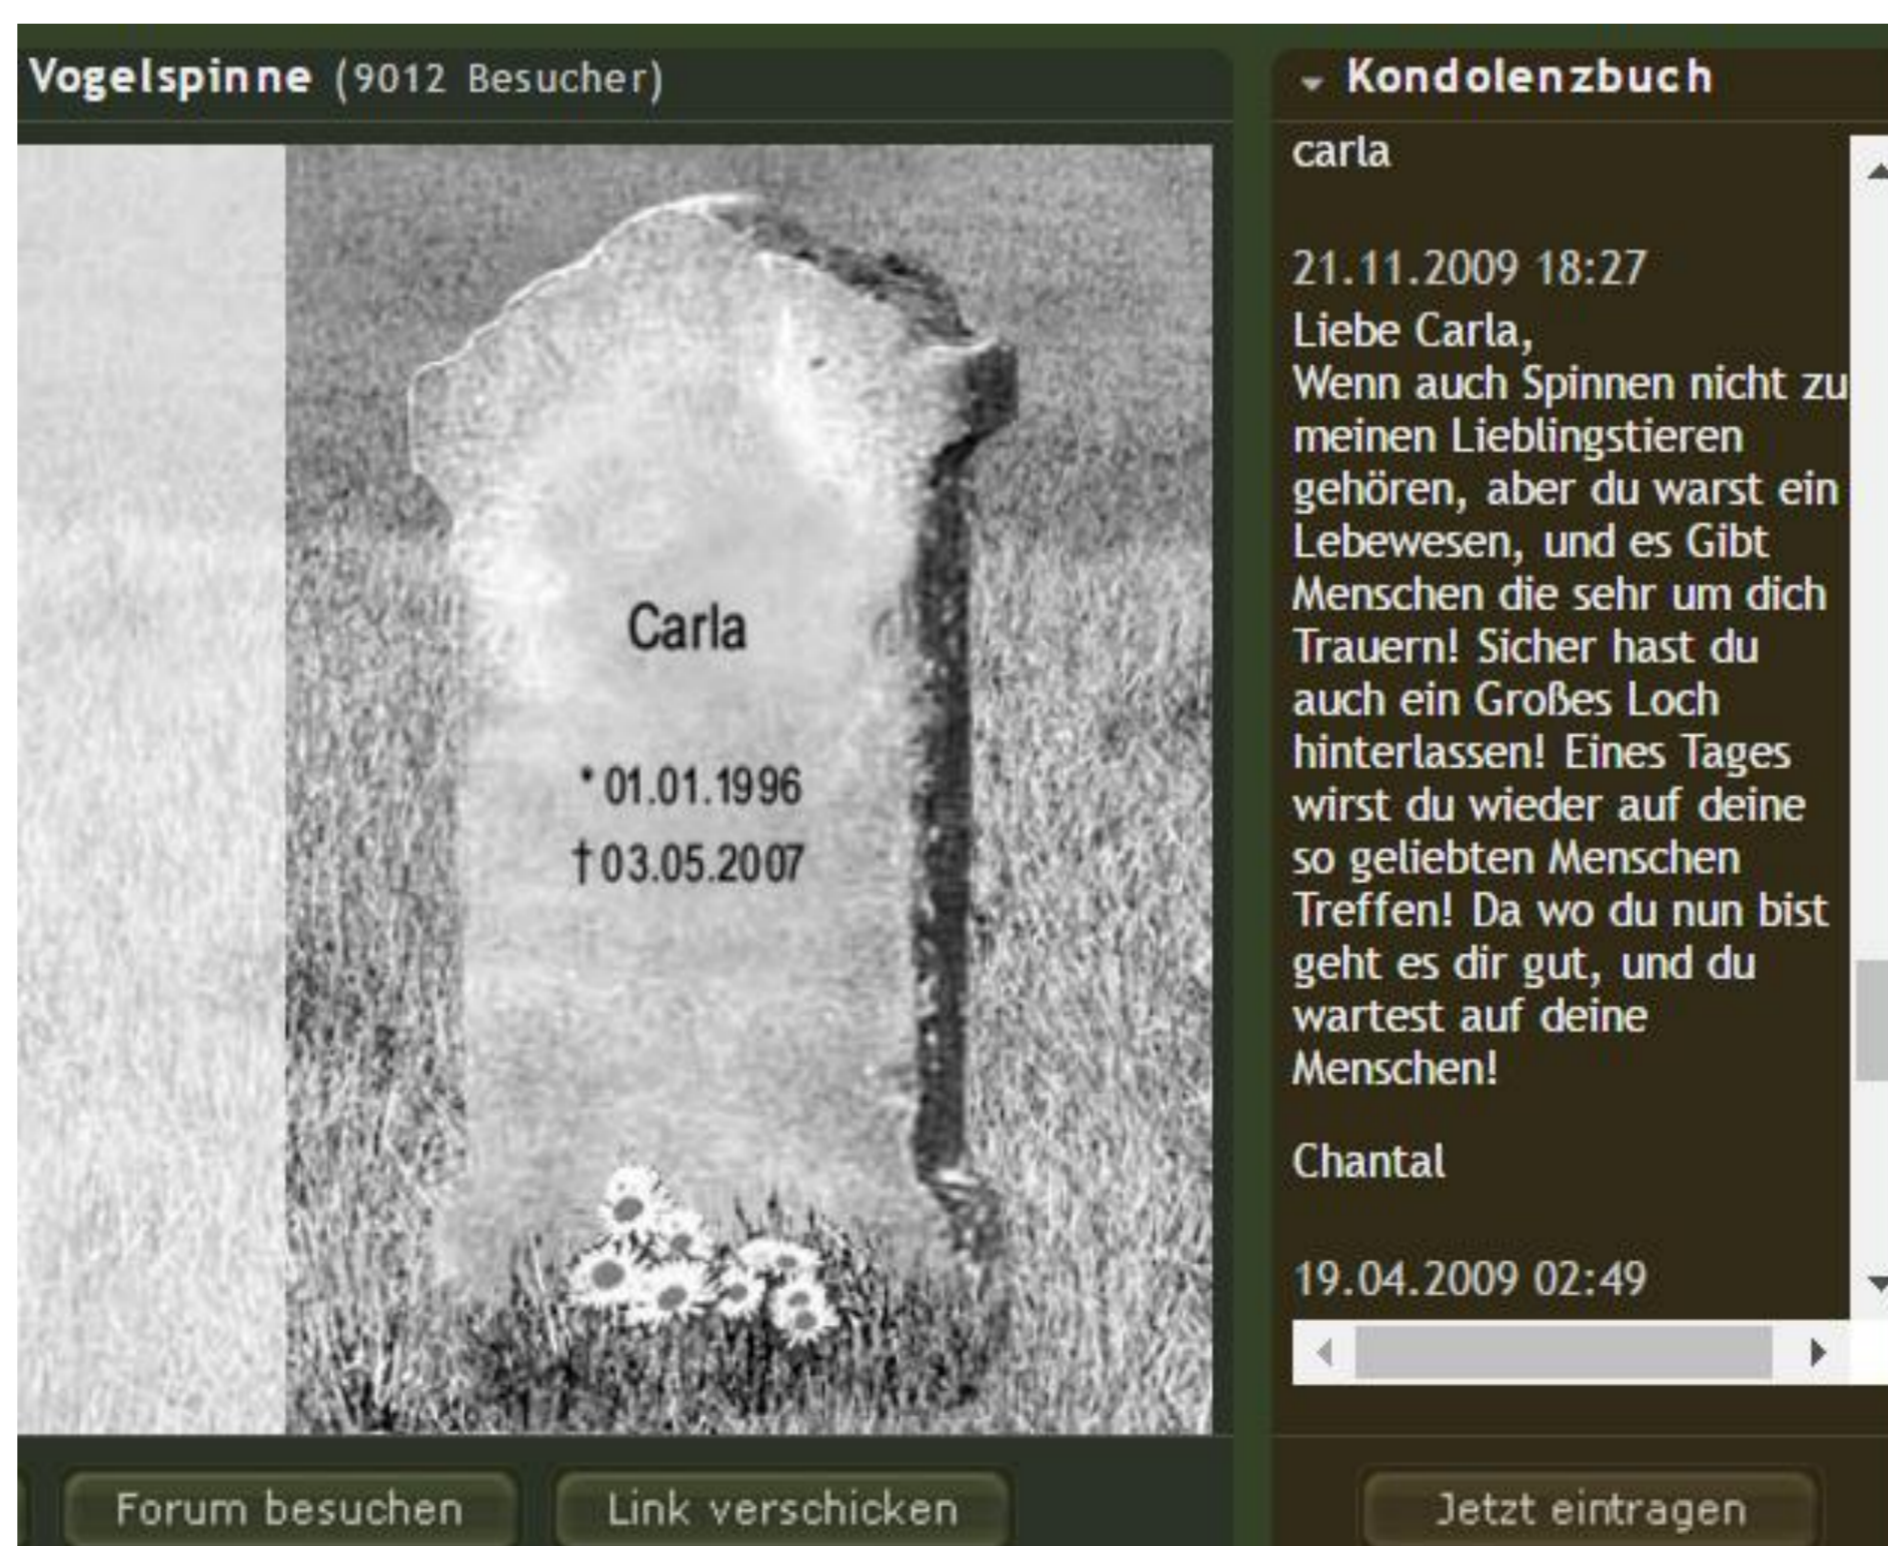 Vogelspinne (9012 Besucher)
Carla
* 01.01.1996
† 03.05.2007
Forum besuchen
Link verschicken
Kondolenzbuch
carla
21.11.2009 18:27
Liebe Carla,
Wenn auch Spinnen nicht zu
meinen Lieblingstieren
gehören, aber du warst ein
Lebewesen, und es Gibt
Menschen die sehr um dich
Trauern! Sicher hast du
auch ein Großes Loch
hinterlassen! Eines Tages
wirst du wieder auf deine
so geliebten Menschen
Treffen! Da wo du nun bist
geht es dir gut, und du
wartest auf deine
Menschen!
Chantal
19.04.2009 02:49
Jetzt eintragen